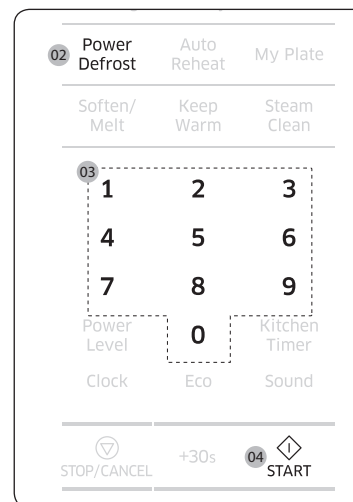 02 Power Defrost Auto Reheat My Plate
Soften/ Melt Keep Warm Steam Clean
03
1 2 3
4 5 6
7 8 9
Power Level 0 Kitchen Timer
Clock Eco Sound
STOP/CANCEL +30s 04 START